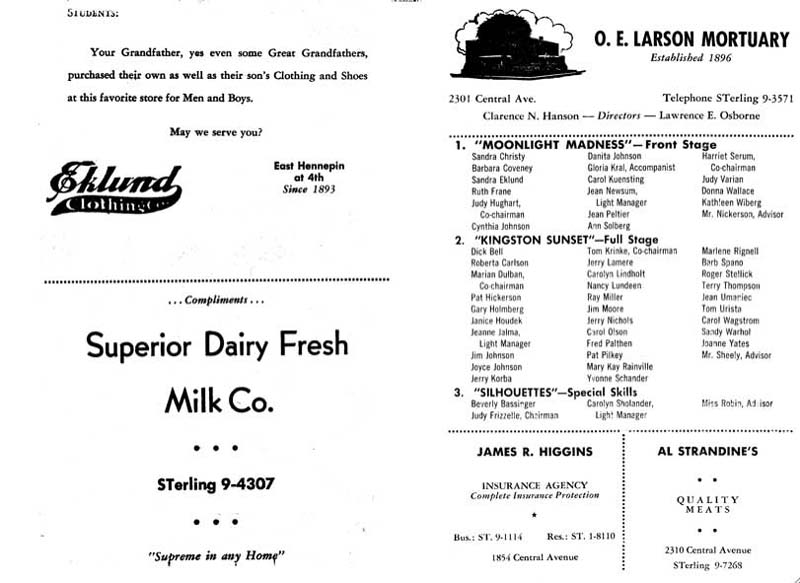 STUDENTS:
Your Grandfather, yes even some Great Grandfathers,
purchased their own as well as their son's Clothing and Shoes
at this favorite store for Men and Boys.
May we serve you?
Eklund
Clothing Co
East Hennepin
at 4th
Since 1893
...Compliments...
Superior Dairy Fresh
Milk Co.
STerling 9-4307
"Supreme in any Home"
O. E. LARSON MORTUARY
Established 1896
2301 Central Ave. Telephone STerling 9-3571
Clarence N. Hanson — Directors — Lawrence E. Osborne
1. "MOONLIGHT MADNESS"—Front Stage
Sandra Christy
Barbara Coveney
Sandra Eklund
Ruth Frane
Judy Hughart,
Co-chairman
Cynthia Johnson
Danita Johnson
Gloria Kral, Accompanist
Carol Kuensting
Jean Newsum,
Light Manager
Jean Peltier
Ann Solberg
Harriet Serum,
Co-chairman
Judy Varian
Donna Wallace
Kathleen Wiberg
Mr. Nickerson, Advisor
2. "KINGSTON SUNSET"—Full Stage
Dick Bell
Roberta Carlson
Marian Dulban,
Co-chairman
Pat Hickerson
Gary Holmberg
Janice Houdek
Jeanne Jalma,
Light Manager
Jim Johnson
Joyce Johnson
Jerry Korba
Tom Krinke, Co-chairman
Jerry Lamere
Carolyn Lindholt
Nancy Lundeen
Ray Miller
Jim Moore
Jerry Nichols
Carol Olson
Fred Palthen
Pat Pilkey
Mary Kay Rainville
Yvonne Schander
Marlene Rignell
Barb Spano
Roger Stellick
Terry Thompson
Jean Umaniec
Tom Urista
Carol Wagstrom
Sandy Warhol
Joanne Yates
Mr. Sheely, Advisor
3. "SILHOUETTES"—Special Skills
Beverly Bassinger
Judy Frizzelle, Chairman
Carolyn Sholander,
Light Manager
Miss Robin, Advisor
JAMES R. HIGGINS
INSURANCE AGENCY
Complete Insurance Protection
Bus.: ST. 9-1114 Res.: ST. 1-8110
1854 Central Avenue
AL STRANDINE'S
QUALITY
MEATS
2310 Central Avenue
STerling 9-7268